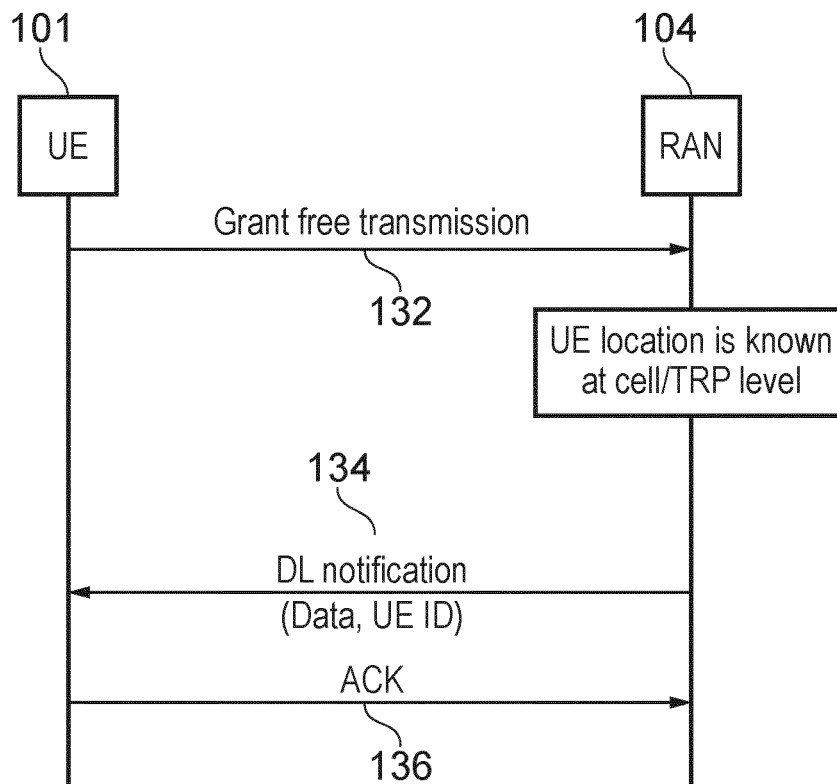 101
104
UE
RAN
Grant free transmission
132
UE location is known
at cell/TRP level
134
DL notification
(Data, UE ID)
ACK
136